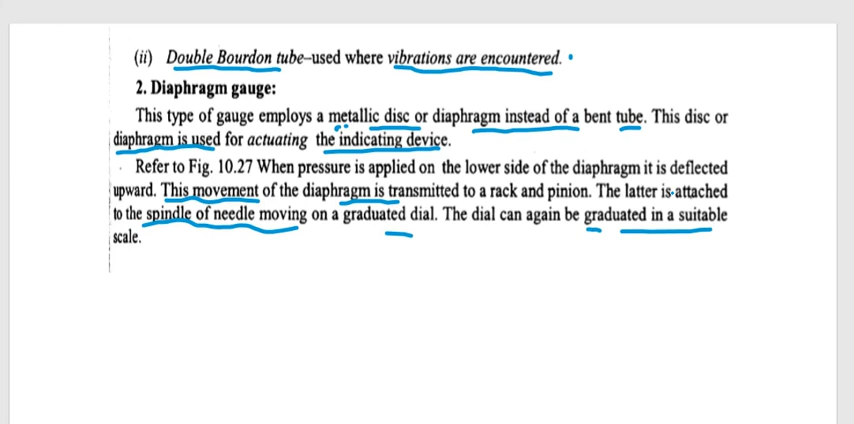 (ii) Double Bourdon tube–used where vibrations are encountered.
2. Diaphragm gauge:
This type of gauge employs a metallic disc or diaphragm instead of a bent tube. This disc or
diaphragm is used for actuating the indicating device.
Refer to Fig. 10.27 When pressure is applied on the lower side of the diaphragm it is deflected
upward. This movement of the diaphragm is transmitted to a rack and pinion. The latter is attached
to the spindle of needle moving on a graduated dial. The dial can again be graduated in a suitable
scale.